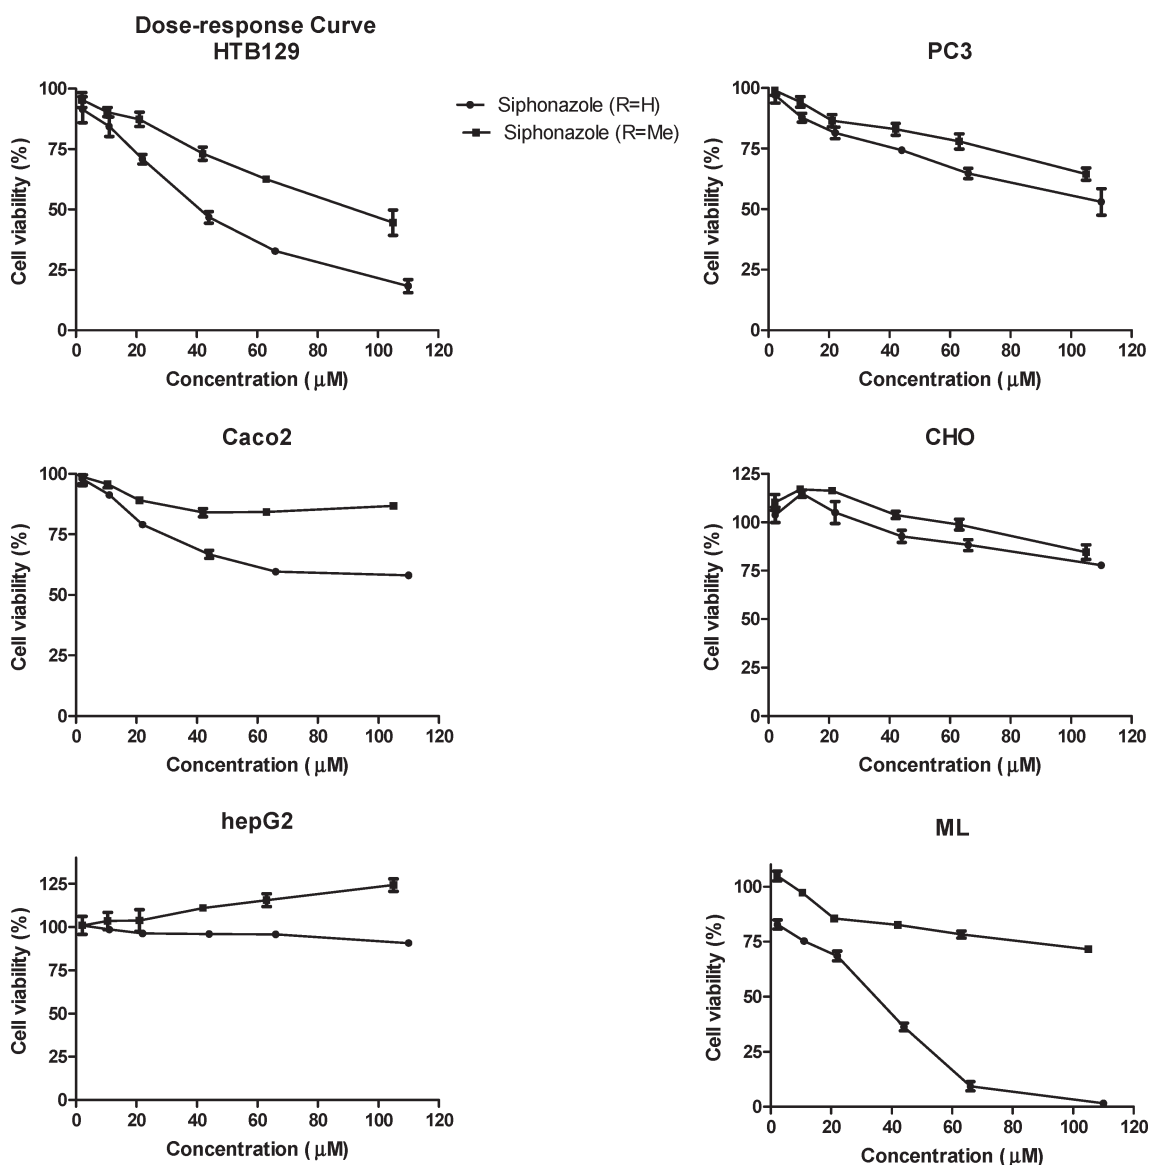 Dose-response Curve
HTB129
100
75
50
25
0
Cell viability (%)
0 20 40 60 80 100 120
Concentration ( μM)
Siphonazole (R=H)
Siphonazole (R=Me)
PC3
100
75
50
25
0
Cell viability (%)
0 20 40 60 80 100 120
Concentration ( μM)
Caco2
100
75
50
25
0
Cell viability (%)
0 20 40 60 80 100 120
Concentration ( μM)
CHO
125
100
75
50
25
0
Cell viability (%)
0 20 40 60 80 100 120
Concentration ( μM)
hepG2
125
100
75
50
25
0
Cell viability (%)
0 20 40 60 80 100 120
Concentration ( μM)
ML
100
75
50
25
0
Cell viability (%)
0 20 40 60 80 100 120
Concentration ( μM)